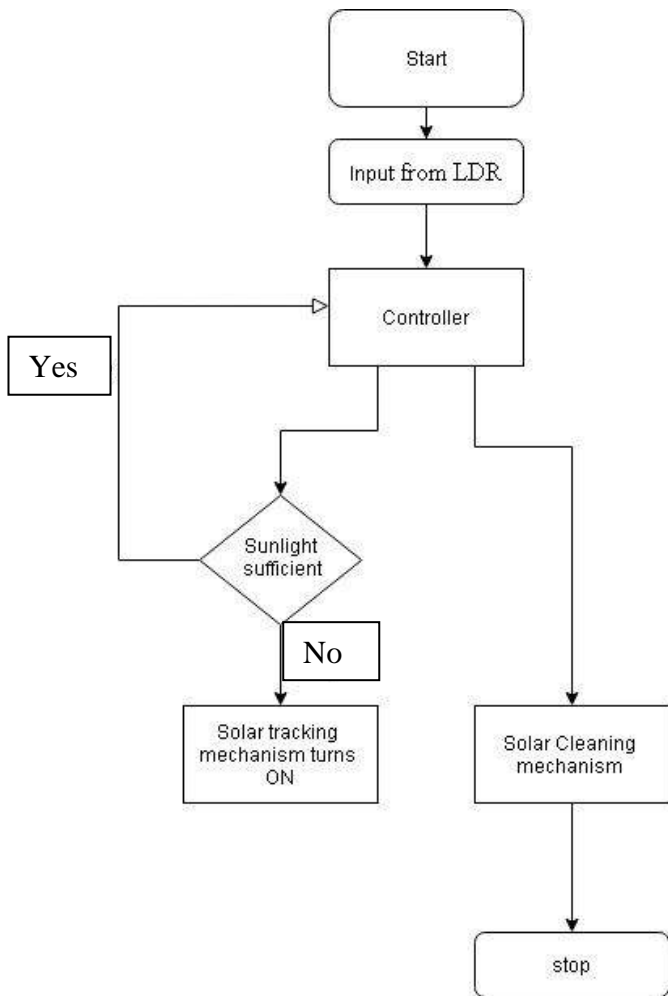 Start
Input from LDR
Controller
Yes
Sunlight
sufficient
No
Solar tracking
mechanism turns
ON
Solar Cleaning
mechanism
stop